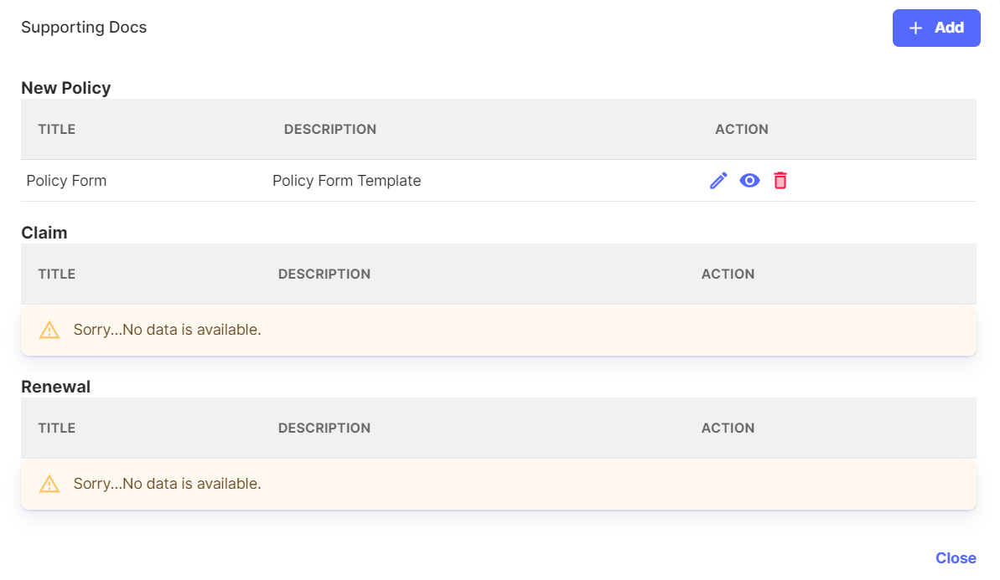 Supporting Docs
+ Add
New Policy
TITLE DESCRIPTION ACTION
Policy Form Policy Form Template
Claim
TITLE DESCRIPTION ACTION
Sorry...No data is available.
Renewal
TITLE DESCRIPTION ACTION
Sorry...No data is available.
Close